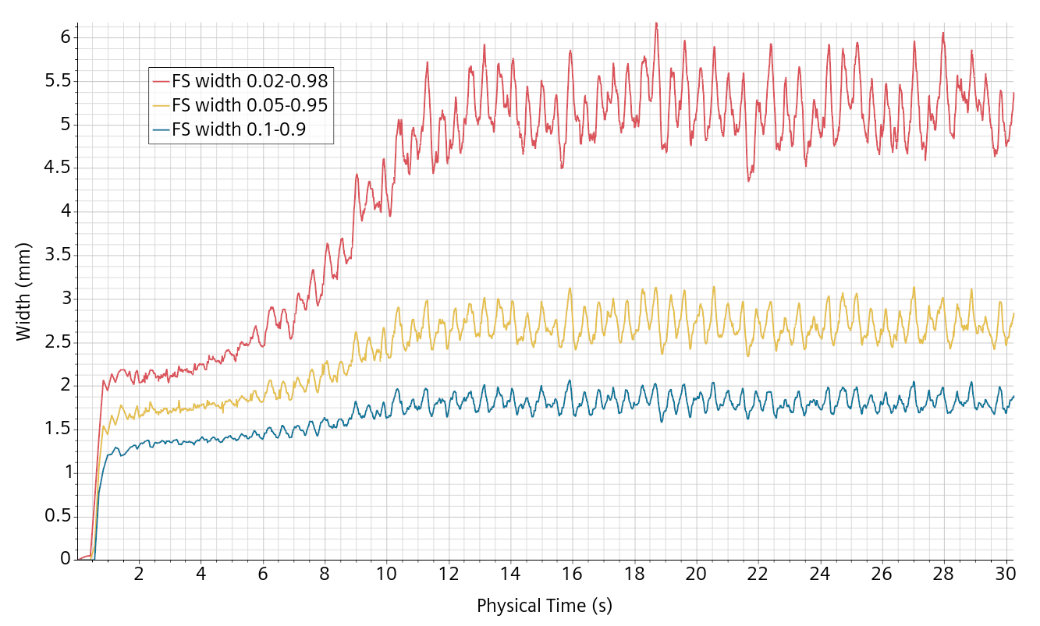 6
5.5
5
4.5
4
3.5
3
2.5
2
1.5
1
0.5
0
Width (mm)
FS width 0.02-0.98
FS width 0.05-0.95
FS width 0.1-0.9
2 4 6 8 10 12 14 16 18 20 22 24 26 28 30
Physical Time (s)